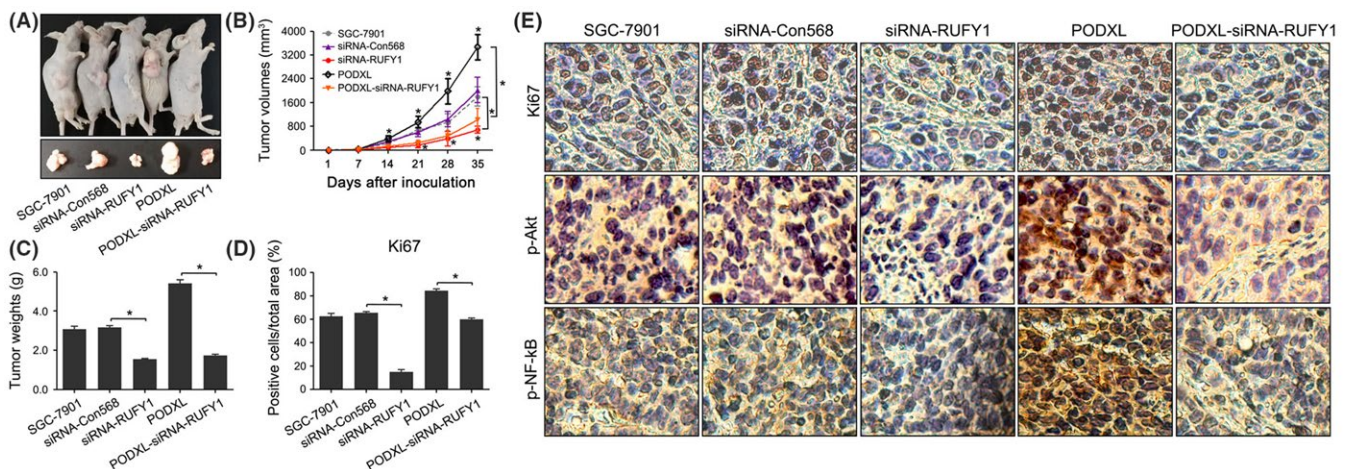 (A)
SGC-7901
siRNA-Con568
siRNA-RUFY1
PODXL
PODXL-siRNA-RUFY1
(B)
Tumor volumes (mm³)
4000
3200
2400
1600
800
0
SGC-7901
siRNA-Con568
siRNA-RUFY1
PODXL
PODXL-siRNA-RUFY1
* * * * * * * * *
1 7 14 21 28 35
Days after inoculation
(C)
Tumor weights (g)
6.0
4.0
2.0
0.0
* *
SGC-7901
siRNA-Con568
siRNA-RUFY1
PODXL
PODXL-siRNA-RUFY1
(D)
Ki67
Positive cells/total area (%)
100
80
60
40
20
0
* *
SGC-7901
siRNA-Con568
siRNA-RUFY1
PODXL
PODXL-siRNA-RUFY1
(E)
SGC-7901 siRNA-Con568 siRNA-RUFY1 PODXL PODXL-siRNA-RUFY1
Ki67
p-Akt
p-NF-kB